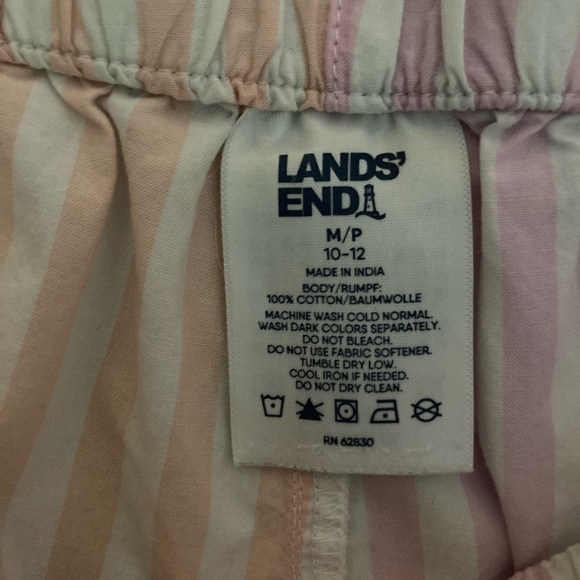 LANDS'
END
M/P
10-12
MADE IN INDIA
BODY/RUMPF:
100% COTTON/BAUMWOLLE
MACHINE WASH COLD NORMAL.
WASH DARK COLORS SEPARATELY.
DO NOT BLEACH.
DO NOT USE FABRIC SOFTENER.
TUMBLE DRY LOW.
COOL IRON IF NEEDED.
DO NOT DRY CLEAN.
RN 62830